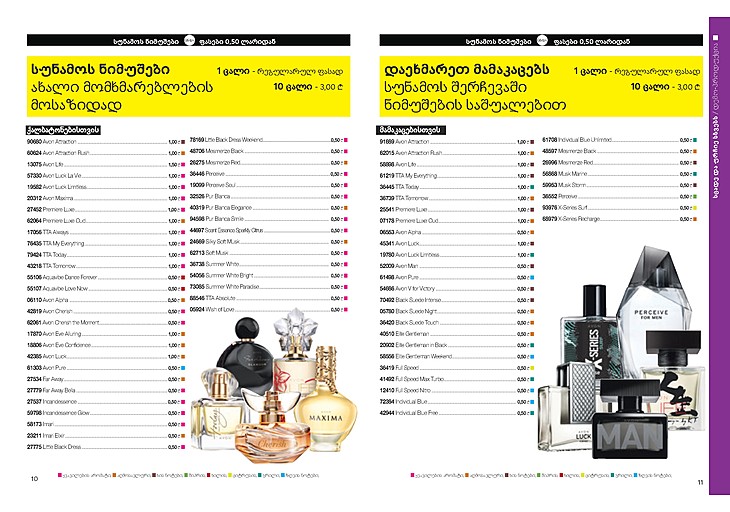 სუნამოს ნიმუშები ფასები 0,50 ლარიდან
სუნამოს ნიმუშები
ახალი მომხმარებლების
მოსაზიდად
1 ცალი - რეგულარულ ფასად
10 ცალი - 3,00 ₾
ქალბატონებისთვის
90680 Avon Attraction 1,00 ₾
60624 Avon Attraction Rush 1,00 ₾
13075 Avon Life 1,00 ₾
57330 Avon Luck La Vie 1,00 ₾
19582 Avon Luck Limitless 1,00 ₾
20312 Avon Maxima 1,00 ₾
27452 Premiere Luxe 1,00 ₾
62064 Premiere Luxe Oud 1,00 ₾
17056 TTA Always 1,00 ₾
76435 TTA My Everything 1,00 ₾
79424 TTA Today 1,00 ₾
43218 TTA Tomorrow 1,00 ₾
55106 Aquavibe Dance Forever 0,50 ₾
55107 Aquavibe Love Now 0,50 ₾
06110 Avon Alpha 0,50 ₾
42819 Avon Cherish 0,50 ₾
62061 Avon Cherish the Moment 0,50 ₾
17870 Avon Eve Alluring 1,00 ₾
18806 Avon Eve Confidence 1,00 ₾
42385 Avon Luck 1,00 ₾
61303 Avon Pure 0,50 ₾
27534 Far Away 0,50 ₾
27779 Far Away Bella 0,50 ₾
27537 Incandessence 0,50 ₾
59798 Incandessence Glow 0,50 ₾
58173 Imari 0,50 ₾
23211 Imari Elixir 0,50 ₾
27775 Little Black Dress 0,50 ₾
78169 Little Black Dress Weekend 0,50 ₾
48706 Mesmerize Black 0,50 ₾
26275 Mesmerize Red 0,50 ₾
36446 Perceive 0,50 ₾
19099 Perceive Soul 0,50 ₾
32526 Pur Blanca 0,50 ₾
40319 Pur Blanca Elegance 0,50 ₾
94598 Pur Blanca Smile 0,50 ₾
44697 Scent Essence Sparkly Citrus 0,50 ₾
24669 Silky Soft Musk 0,50 ₾
62713 Soft Musk 0,50 ₾
36738 Summer White 0,50 ₾
54056 Summer White Bright 0,50 ₾
73085 Summer White Paradise 0,50 ₾
88546 TTA Absolute 0,50 ₾
06924 Wish of Love 0,50 ₾
MAXIMA
Cherish
10
სუნამოს ნიმუშები ფასები 0,50 ლარიდან
დაეხმარეთ მამაკაცებს
სუნამოს შერჩევაში
ნიმუშების საშუალებით
1 ცალი - რეგულარულ ფასად
10 ცალი - 3,00 ₾
მამაკაცებისთვის
91889 Avon Attraction 1,00 ₾
62015 Avon Attraction Rush 1,00 ₾
58898 Avon Life 1,00 ₾
61219 TTA My Everything 1,00 ₾
36445 TTA Today 1,00 ₾
36739 TTA Tomorrow 1,00 ₾
25541 Premiere Luxe 1,00 ₾
07178 Premiere Luxe Oud 1,00 ₾
06553 Avon Alpha 0,50 ₾
45341 Avon Luck 1,00 ₾
19780 Avon Luck Limitless 1,00 ₾
52009 Avon Man 0,50 ₾
61498 Avon Pure 0,50 ₾
54686 Avon V for Victory 0,50 ₾
70492 Black Suede Intense 0,50 ₾
05780 Black Suede Night 0,50 ₾
36420 Black Suede Touch 0,50 ₾
40510 Elite Gentleman 0,50 ₾
20902 Elite Gentleman in Black 0,50 ₾
58556 Elite Gentleman Weekend 0,50 ₾
36419 Full Speed 0,50 ₾
41492 Full Speed Max Turbo 0,50 ₾
12410 Full Speed Nitro 0,50 ₾
72364 Individual Blue 0,50 ₾
42944 Individual Blue Free 0,50 ₾
61708 Individual Blue Unlimited 0,50 ₾
48597 Mesmerize Black 0,50 ₾
26996 Mesmerize Red 0,50 ₾
56868 Musk Marine 0,50 ₾
59953 Musk Storm 0,50 ₾
36552 Perceive 0,50 ₾
93976 X-Series Surf 0,50 ₾
88979 X-Series Recharge 0,50 ₾
PERCEIVE
FOR MEN
X-SERIES
LUCK
MAN
11